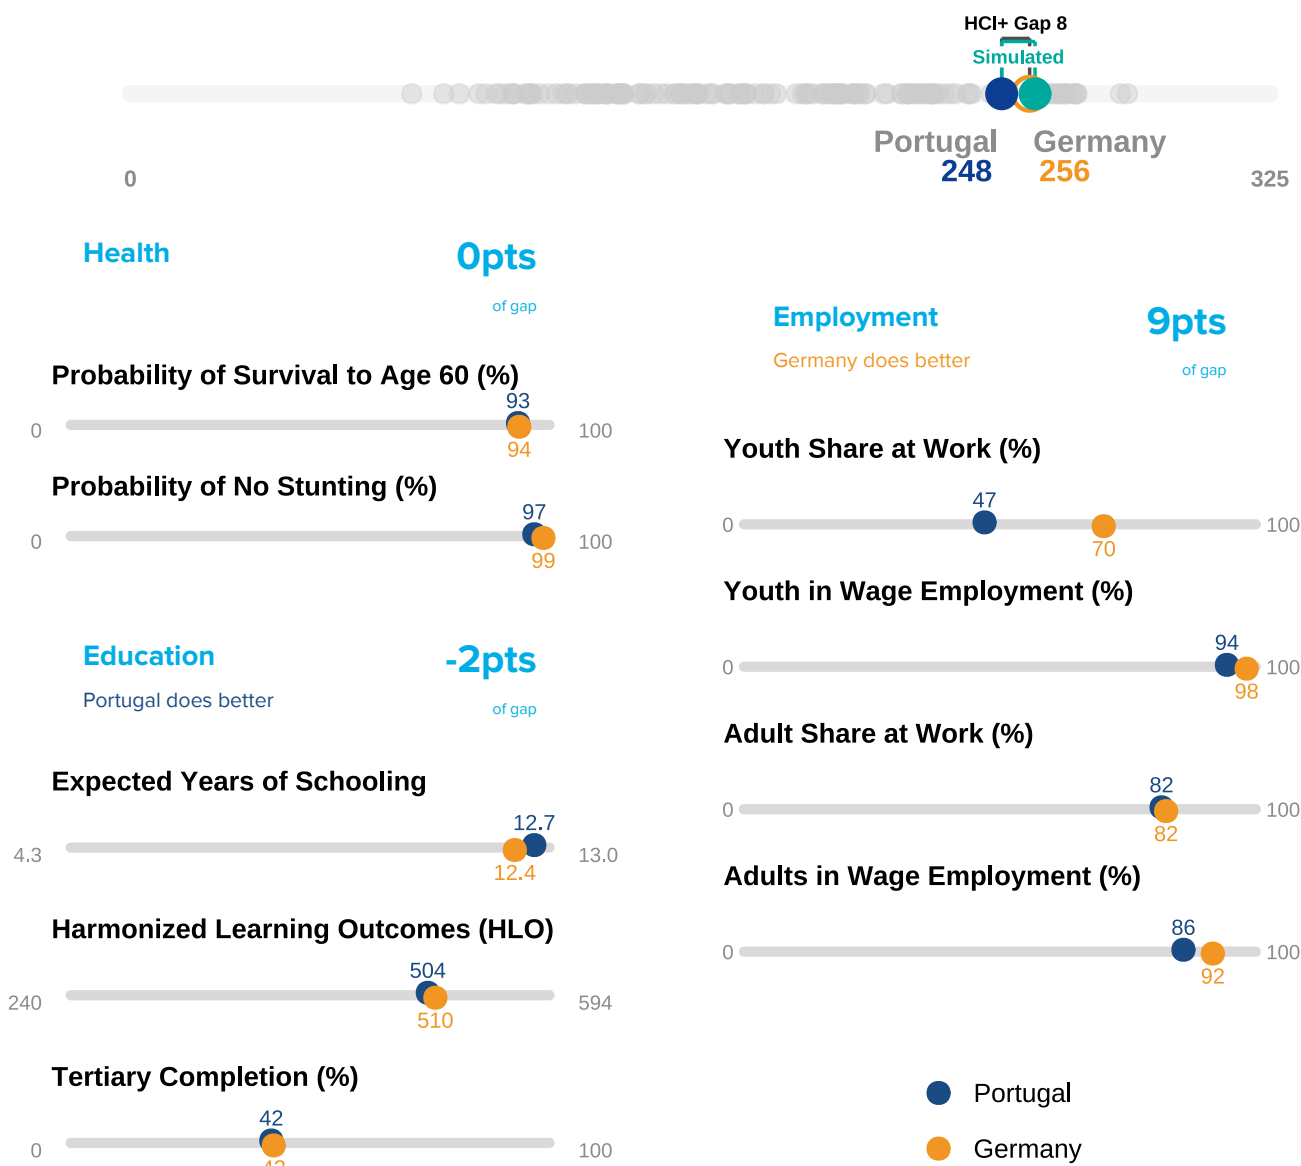 HCI+ Gap 8
Simulated
Portugal Germany
248 256
0 325
Health 0pts
of gap
Probability of Survival to Age 60 (%)
93
0 100
94
Probability of No Stunting (%)
97
0 100
99
Education -2pts
Portugal does better of gap
Expected Years of Schooling
12.7
4.3 13.0
12.4
Harmonized Learning Outcomes (HLO)
504
240 594
510
Tertiary Completion (%)
42
0 100
Employment 9pts
Germany does better of gap
Youth Share at Work (%)
47
0 100
70
Youth in Wage Employment (%)
94
0 100
98
Adult Share at Work (%)
82
0 100
82
Adults in Wage Employment (%)
86
0 100
92
Portugal
Germany